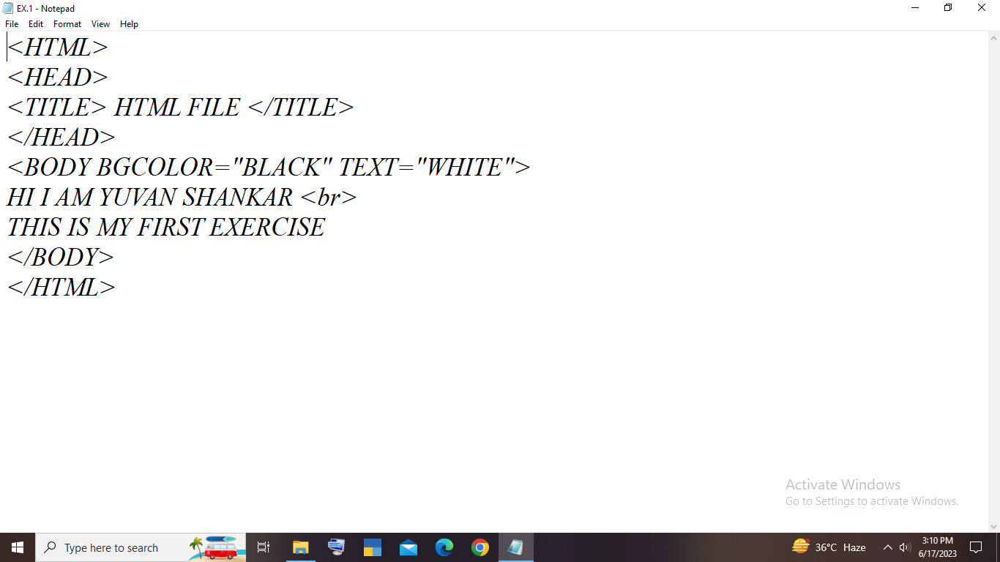 EX.1 - Notepad
File Edit Format View Help
<HTML>
<HEAD>
<TITLE> HTML FILE </TITLE>
</HEAD>
<BODY BGCOLOR="BLACK" TEXT="WHITE">
HI I AM YUVAN SHANKAR <br>
THIS IS MY FIRST EXERCISE
</BODY>
</HTML>
Activate Windows
Go to Settings to activate Windows.
Type here to search
36°C Haze
3:10 PM
6/17/2023